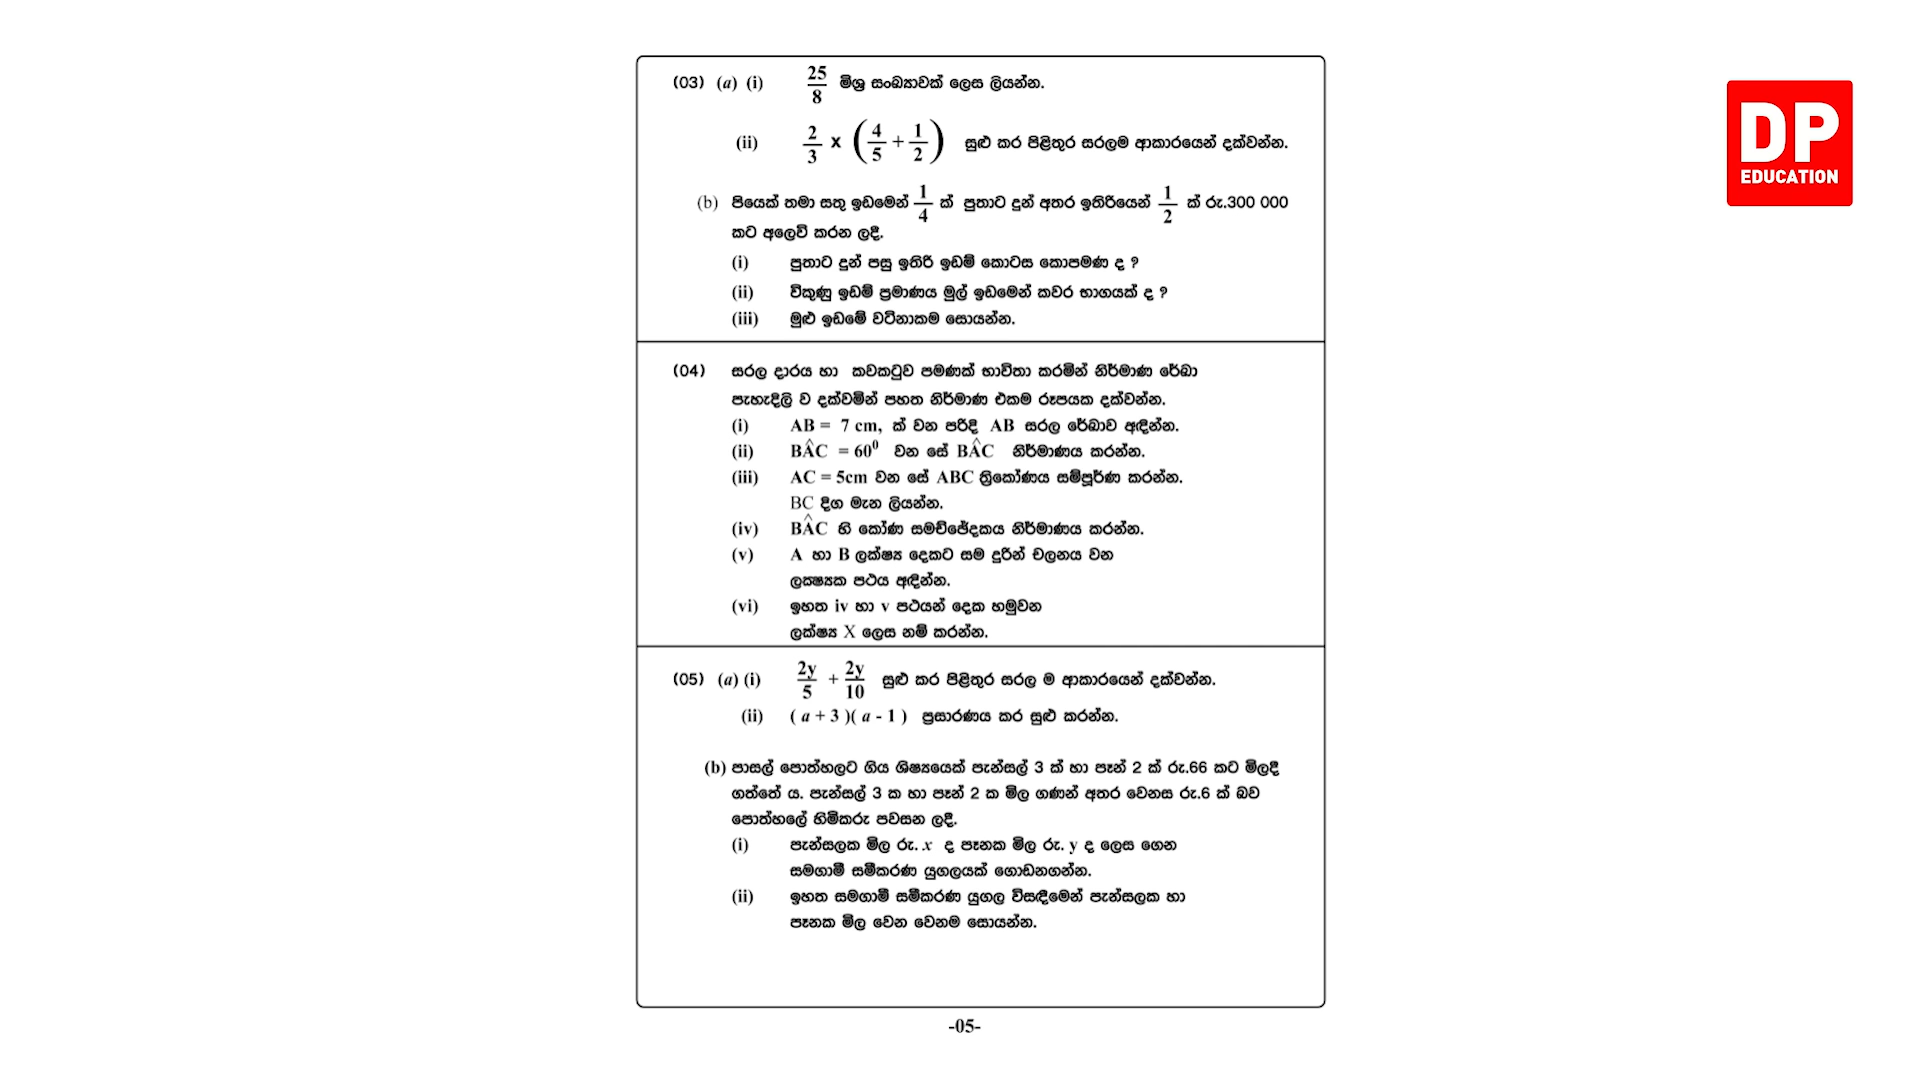 (03) (a) (i) 25/8 මිශ්‍ර සංඛ්‍යාවක් ලෙස ලියන්න.
DP
EDUCATION
(ii) 2/3 x (4/5 + 1/2) සුළු කර පිළිතුර සරලම ආකාරයෙන් දක්වන්න.
(b) පියෙක් තමා සතු ඉඩමෙන් 1/4 ක් පුතාට දුන් අතර ඉතිරියෙන් 1/2 ක් රු.300 000
කට අලෙවි කරන ලදී.
(i) පුතාට දුන් පසු ඉතිරි ඉඩම් කොටස කොපමණ ද ?
(ii) විකුණු ඉඩම් ප්‍රමාණය මුල් ඉඩමෙන් කවර භාගයක් ද ?
(iii) මුළු ඉඩමේ වටිනාකම සොයන්න.
(04) සරල දාරය හා කවකටුව පමණක් භාවිතා කරමින් නිර්මාණ රේඛා
පැහැදිලි ව දක්වමින් පහත නිර්මාණ එකම රූපයක දක්වන්න.
(i) AB = 7 cm, ක් වන පරිදි AB සරල රේඛාව අඳින්න.
(ii) BÂC = 60⁰ වන සේ BÂC නිර්මාණය කරන්න.
(iii) AC = 5cm වන සේ ABC ත්‍රිකෝණය සම්පූර්ණ කරන්න.
BC දිග මැන ලියන්න.
(iv) BÂC හි කෝණ සමච්ඡේදකය නිර්මාණය කරන්න.
(v) A හා B ලක්ෂ්‍ය දෙකට සම දුරින් චලනය වන
ලක්‍ෂ්‍යක පථය අඳින්න.
(vi) ඉහත iv හා v පථයන් දෙක හමුවන
ලක්ෂ්‍ය X ලෙස නම් කරන්න.
(05) (a) (i) 2y/5 + 2y/10 සුළු කර පිළිතුර සරල ම ආකාරයෙන් දක්වන්න.
(ii) ( a + 3 )( a - 1 ) ප්‍රසාරණය කර සුළු කරන්න.
(b) පාසල් පොත්හලට ගිය ශිෂ්‍යයෙක් පැන්සල් 3 ක් හා පෑන් 2 ක් රු.66 කට මිලදී
ගත්තේ ය. පැන්සල් 3 ක හා පෑන් 2 ක මිල ගණන් අතර වෙනස රු.6 ක් බව
පොත්හලේ හිමිකරු පවසන ලදී.
(i) පැන්සලක මිල රු. x ද පෑනක මිල රු. y ද ලෙස ගෙන
සමගාමී සමීකරණ යුගලයක් ගොඩනගන්න.
(ii) ඉහත සමගාමී සමීකරණ යුගල විසඳීමෙන් පැන්සලක හා
පෑනක මිල වෙන වෙනම සොයන්න.
-05-